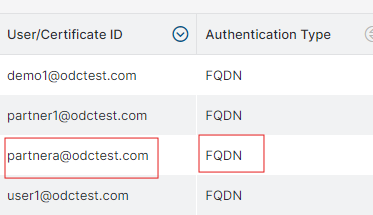 User/Certificate ID Authentication Type
demo1@odctest.com FQDN
partner1@odctest.com FQDN
partnera@odctest.com FQDN
user1@odctest.com FQDN